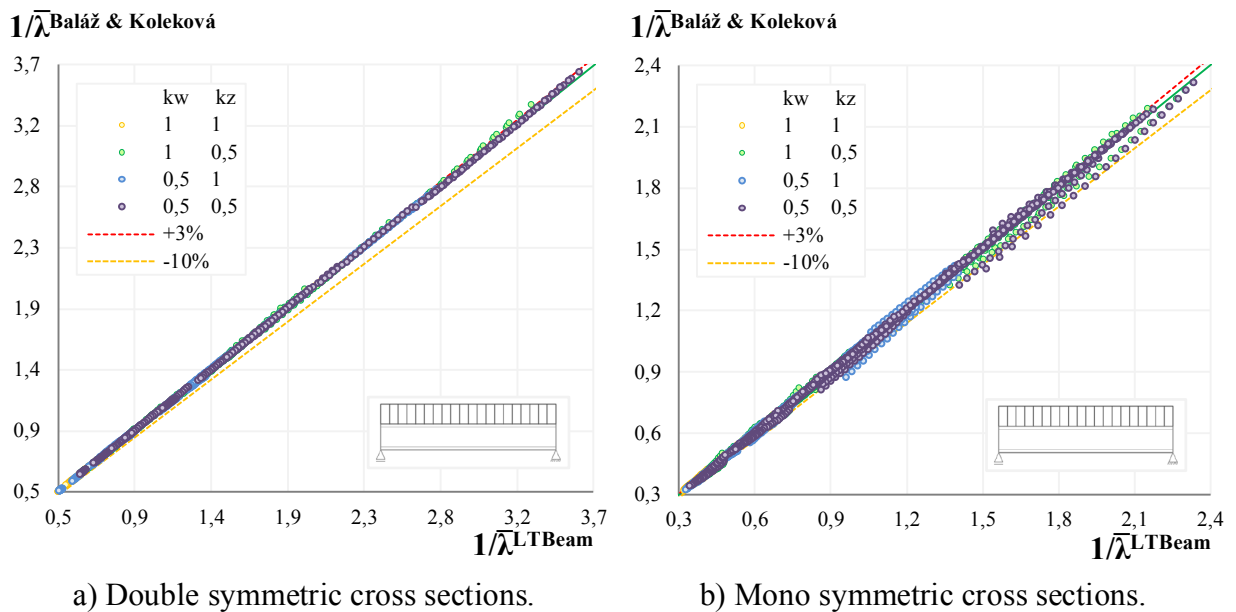 1/λ̅ Baláž & Koleková
3,7
3,2
2,8
2,3
1,9
1,4
0,9
0,5
kw kz
1 1
1 0,5
0,5 1
0,5 0,5
+3%
-10%
0,5 0,9 1,4 1,9 2,3 2,8 3,2 3,7
1/λ̅ LTBeam
a) Double symmetric cross sections.
1/λ̅ Baláž & Koleková
2,4
2,1
1,8
1,5
1,2
0,9
0,6
0,3
kw kz
1 1
1 0,5
0,5 1
0,5 0,5
+3%
-10%
0,3 0,6 0,9 1,2 1,5 1,8 2,1 2,4
1/λ̅ LTBeam
b) Mono symmetric cross sections.